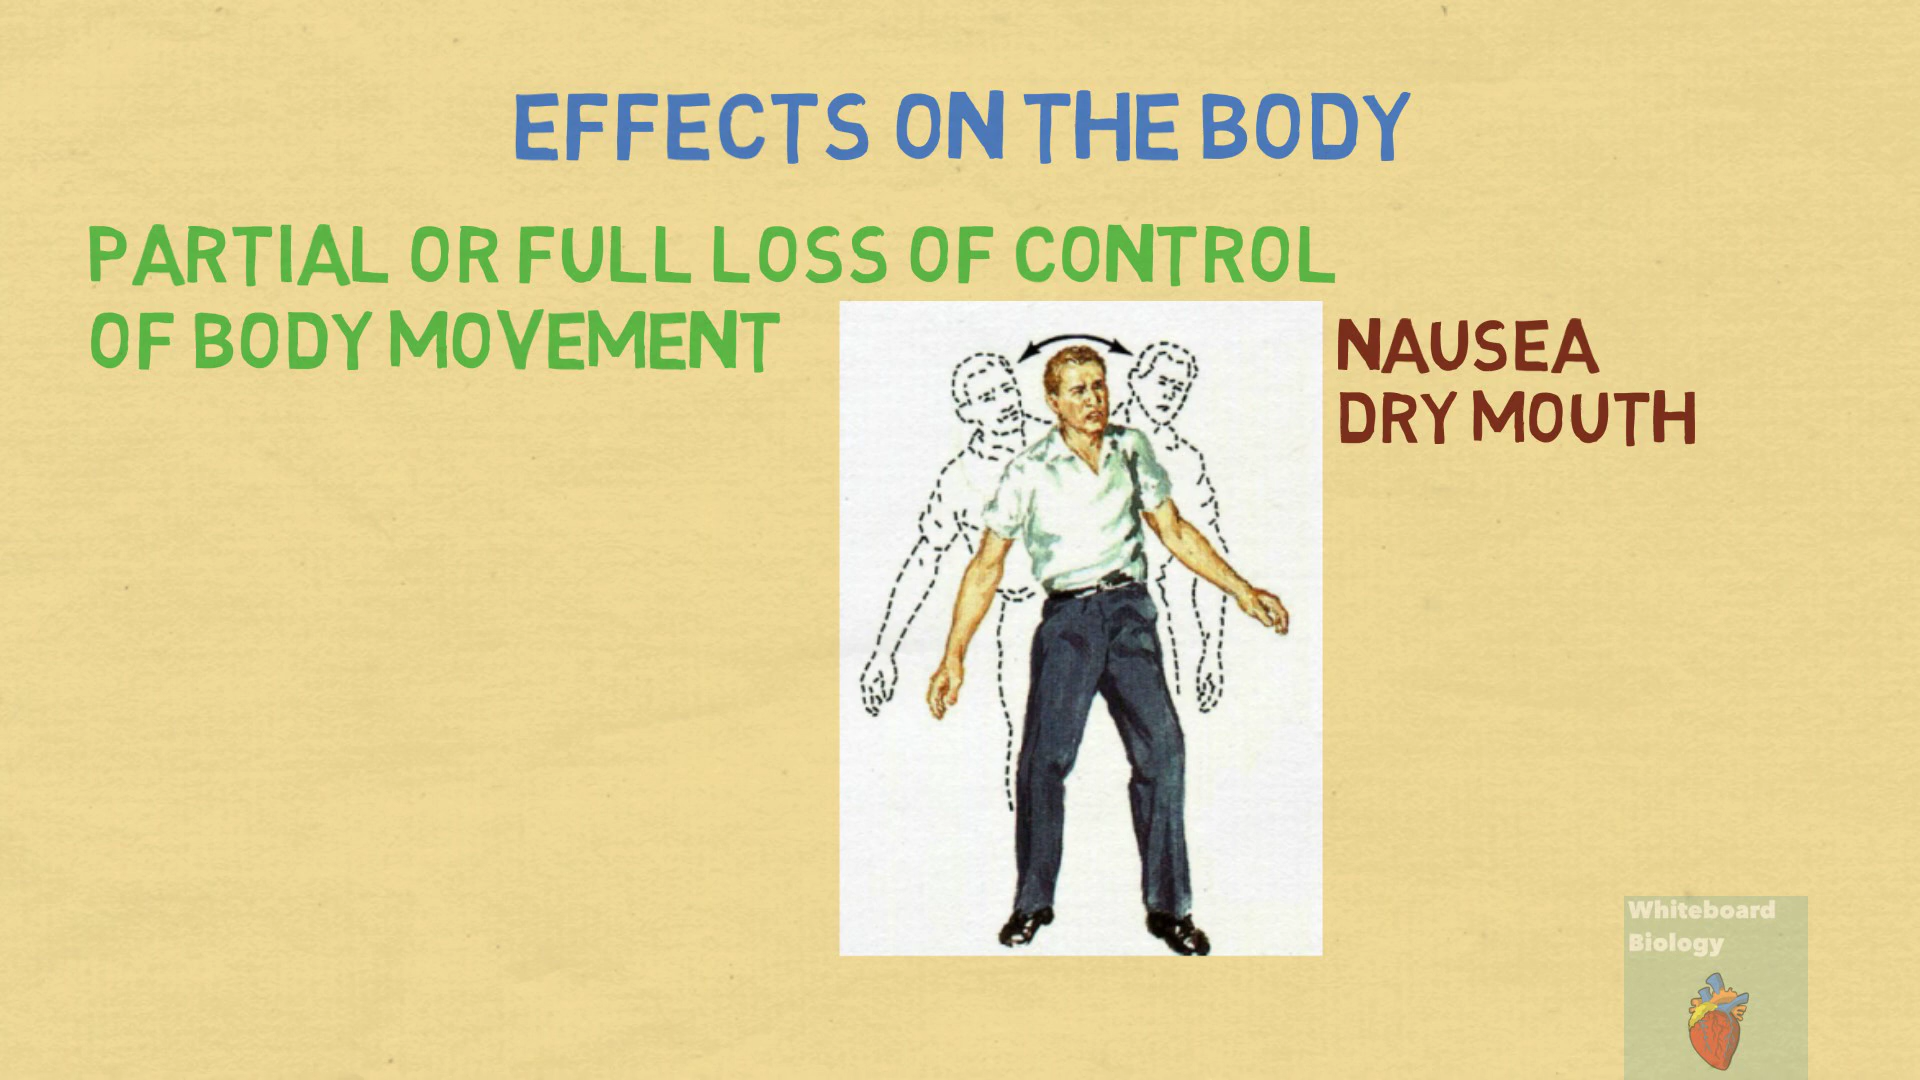 EFFECTS ON THE BODY
PARTIAL OR FULL LOSS OF CONTROL
OF BODY MOVEMENT
NAUSEA
DRY MOUTH
Whiteboard
Biology